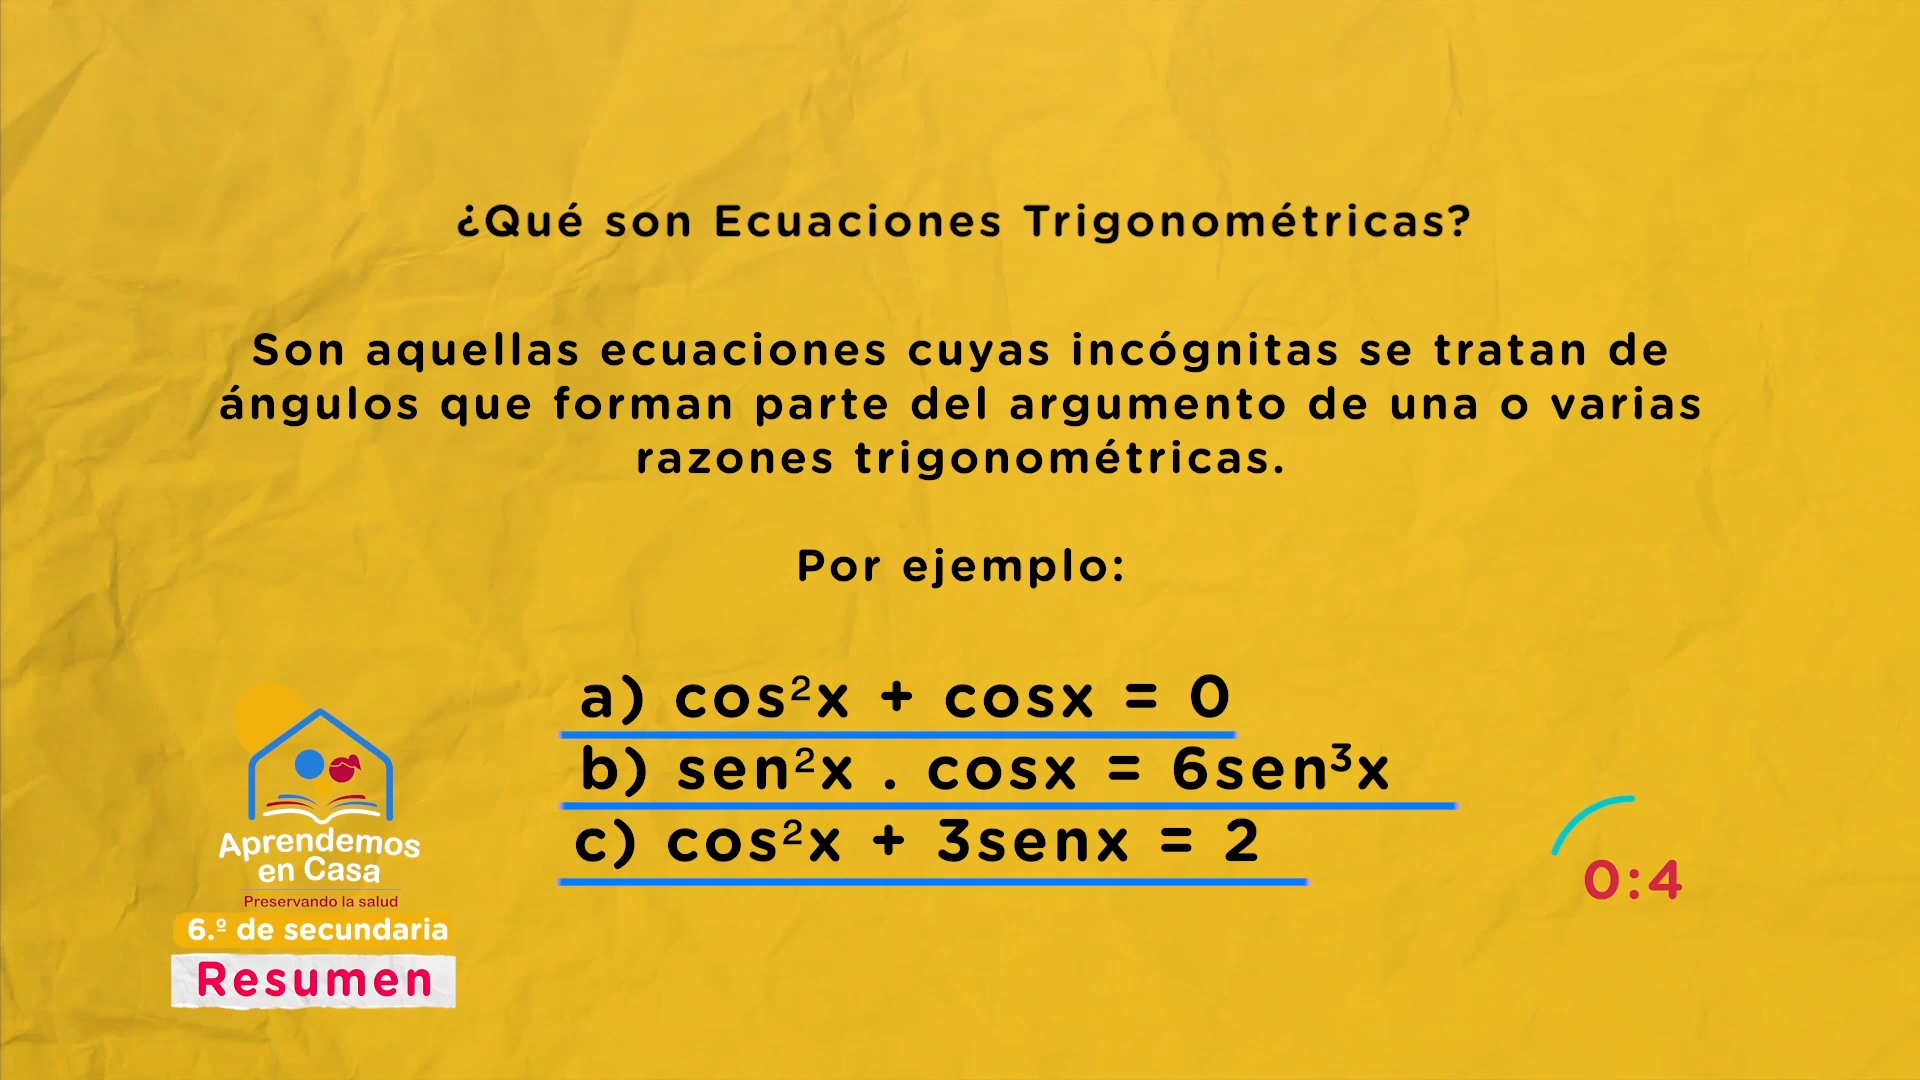 ¿Qué son Ecuaciones Trigonométricas?
Son aquellas ecuaciones cuyas incógnitas se tratan de
ángulos que forman parte del argumento de una o varias
razones trigonométricas.
Por ejemplo:
a) cos²x + cosx = 0
b) sen²x . cosx = 6sen³x
c) cos²x + 3senx = 2
Aprendemos
en Casa
Preservando la salud
6.º de secundaria
Resumen
0:4